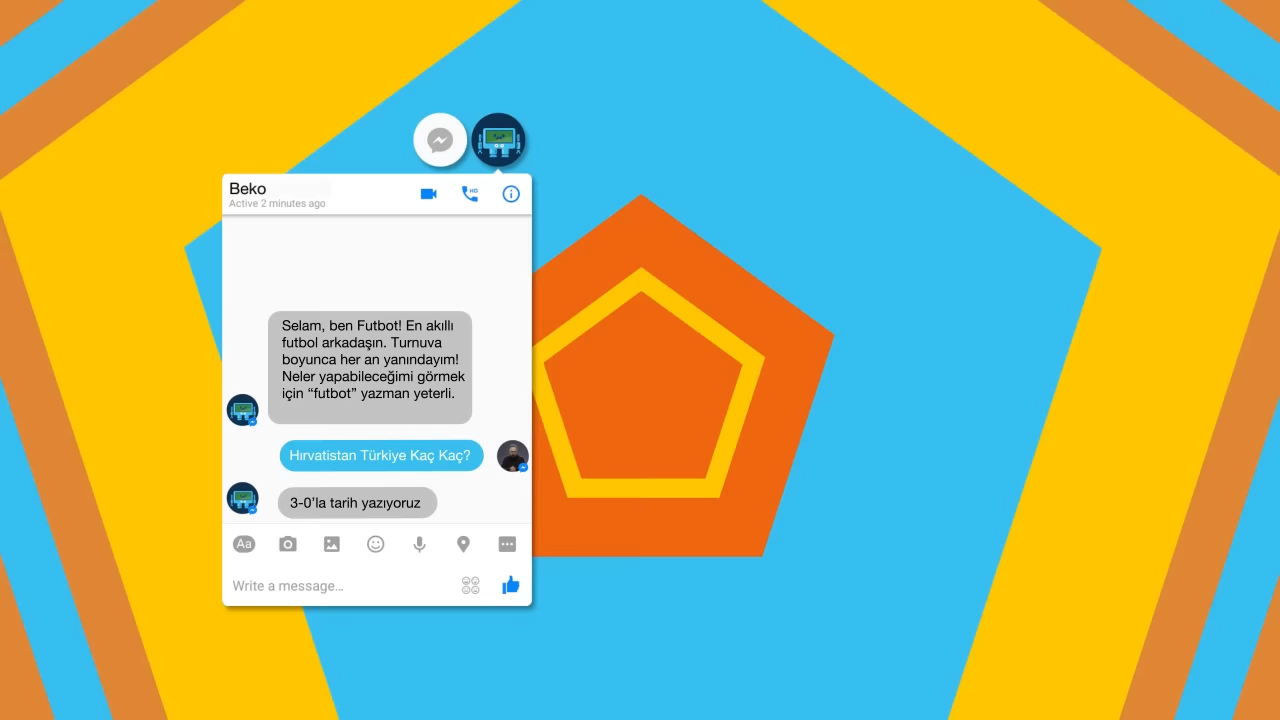 Beko
Active 2 minutes ago
HD
Selam, ben Futbot! En akıllı
futbol arkadaşın. Turnuva
boyunca her an yanındayım!
Neler yapabileceğimi görmek
için “futbot” yazman yeterli.
Hırvatistan Türkiye Kaç Kaç?
3-0’la tarih yazıyoruz
Aa
Write a message...